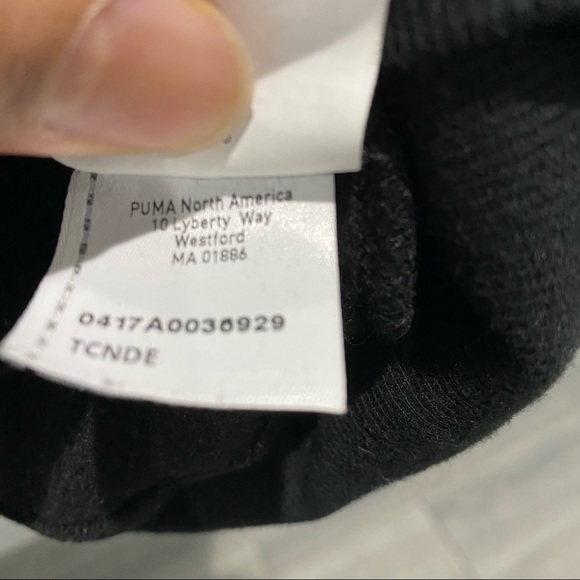 ®
PUMA North America
10 Lyberty Way
Westford
MA 01886
0417A0036929
TCNDE